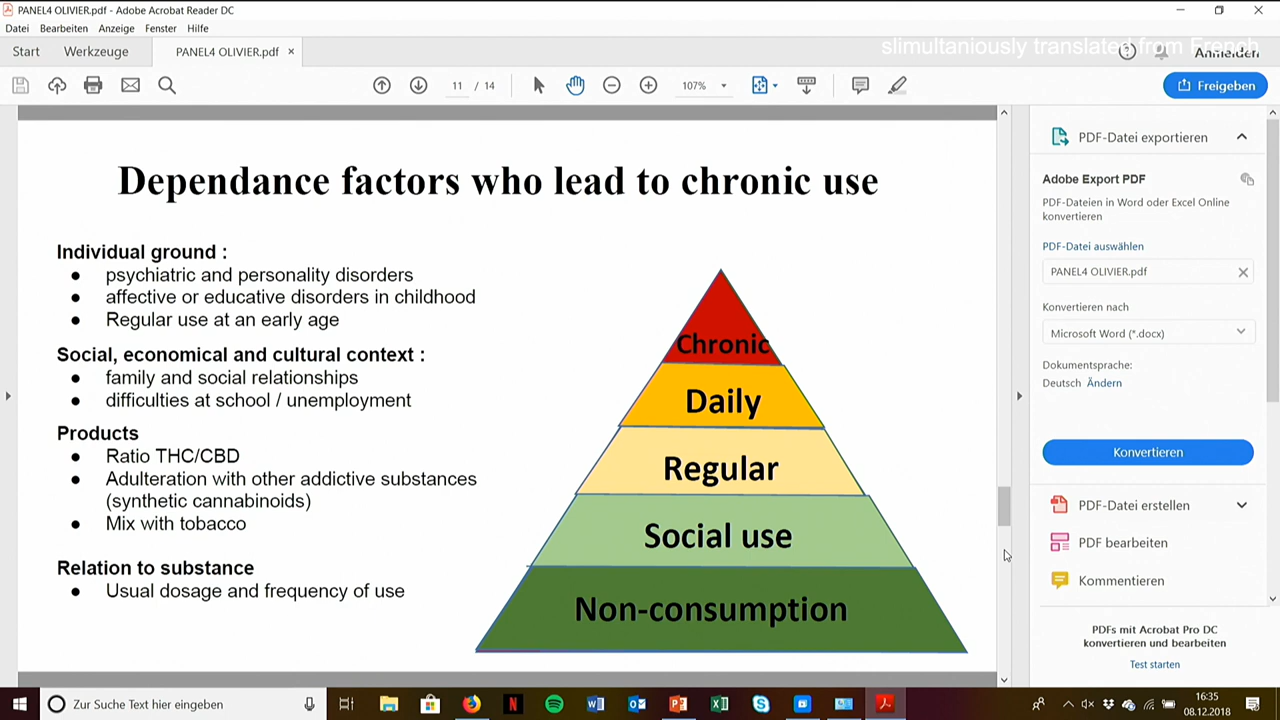 PANEL4 OLIVIER.pdf - Adobe Acrobat Reader DC
Datei Bearbeiten Anzeige Fenster Hilfe
slimultaniously translated from French
Start Werkzeuge PANEL4 OLIVIER.pdf × Anmelden
11 / 14 107% Freigeben
Dependance factors who lead to chronic use
Individual ground :
● psychiatric and personality disorders
● affective or educative disorders in childhood
● Regular use at an early age
Social, economical and cultural context :
● family and social relationships
● difficulties at school / unemployment
Products
● Ratio THC/CBD
● Adulteration with other addictive substances
(synthetic cannabinoids)
● Mix with tobacco
Relation to substance
● Usual dosage and frequency of use
Chronic
Daily
Regular
Social use
Non-consumption
PDF-Datei exportieren
Adobe Export PDF
PDF-Dateien in Word oder Excel Online
konvertieren
PDF-Datei auswählen
PANEL4 OLIVIER.pdf
Konvertieren nach
Microsoft Word (*.docx)
Dokumentsprache:
Deutsch Ändern
Konvertieren
PDF-Datei erstellen
PDF bearbeiten
Kommentieren
PDFs mit Acrobat Pro DC
konvertieren und bearbeiten
Test starten
Zur Suche Text hier eingeben
16:35
08.12.2018